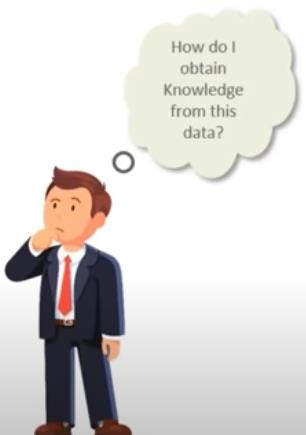 How do I
obtain
Knowledge
from this
data?